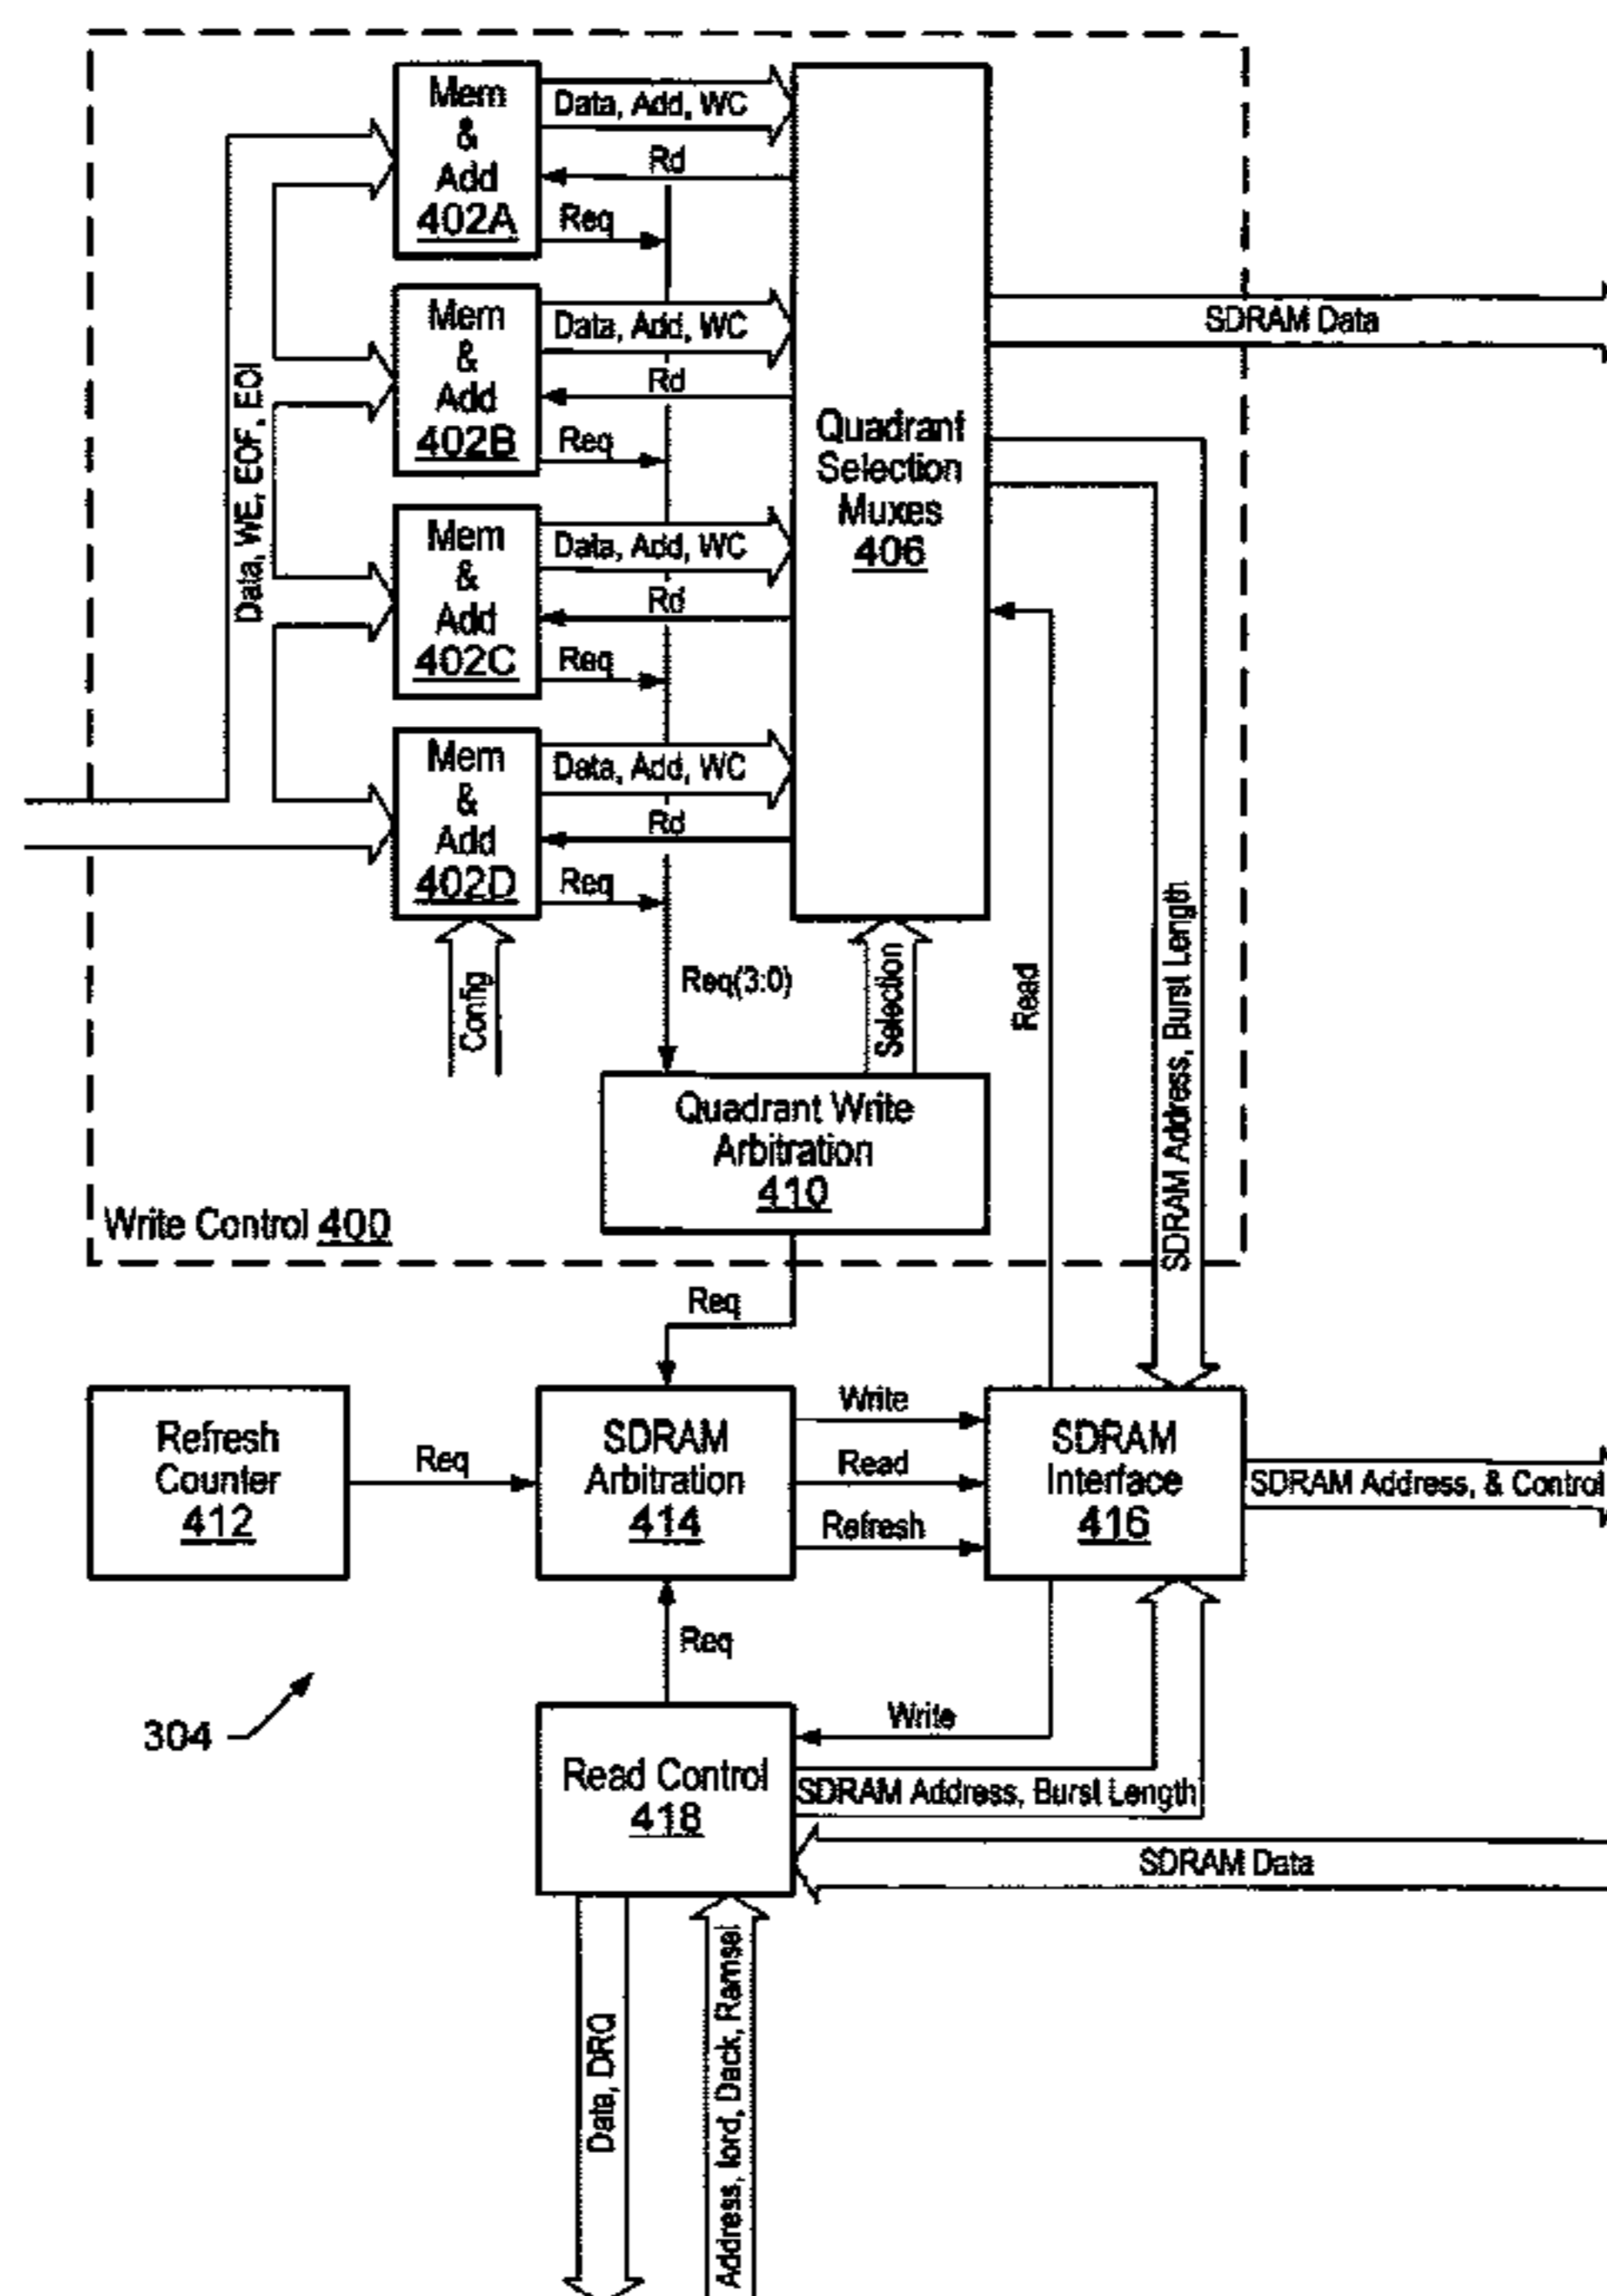 Mem
&
Add
402A
Data, Add, WC
Rd
Req
Mem
&
Add
402B
Data, Add, WC
Rd
Req
Mem
&
Add
402C
Data, Add, WC
Rd
Req
Mem
&
Add
402D
Data, Add, WC
Rd
Req
Data, WE, EOF, EOI
Quadrant
Selection
Muxes
406
SDRAM Data
Config
Req(3:0)
Selection
Read
SDRAM Address, Burst Length
Quadrant Write
Arbitration
410
Write Control 400
Req
Refresh
Counter
412
Req
SDRAM
Arbitration
414
Write
Read
Refresh
SDRAM
Interface
416
SDRAM Address, & Control
Req
304
Write
Read Control
418
SDRAM Address, Burst Length
SDRAM Data
Data, DRQ
Address, Iord, Dack, Ramsel